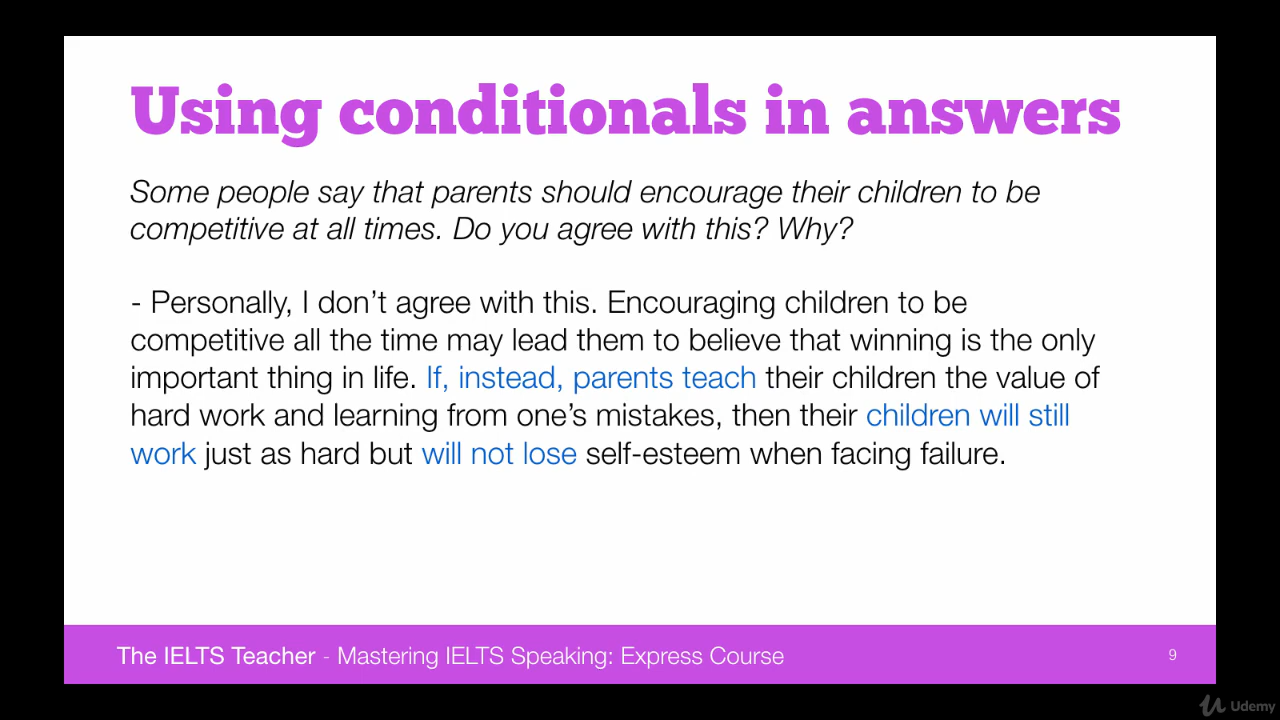 Using conditionals in answers
Some people say that parents should encourage their children to be
competitive at all times. Do you agree with this? Why?
- Personally, I don’t agree with this. Encouraging children to be
competitive all the time may lead them to believe that winning is the only
important thing in life. If, instead, parents teach their children the value of
hard work and learning from one’s mistakes, then their children will still
work just as hard but will not lose self-esteem when facing failure.
The IELTS Teacher - Mastering IELTS Speaking: Express Course
9
Udemy